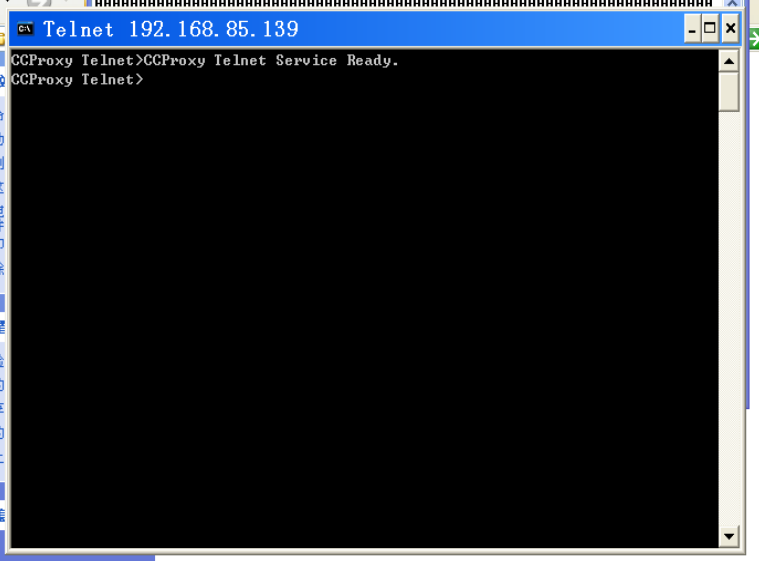 Telnet 192.168.85.139
CCProxy Telnet>CCProxy Telnet Service Ready.
CCProxy Telnet>